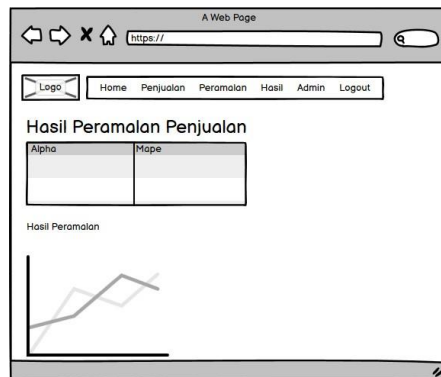 A Web Page
https://
Logo Home Penjualan Peramalan Hasil Admin Logout
Hasil Peramalan Penjualan
Alpha Mape
Hasil Peramalan